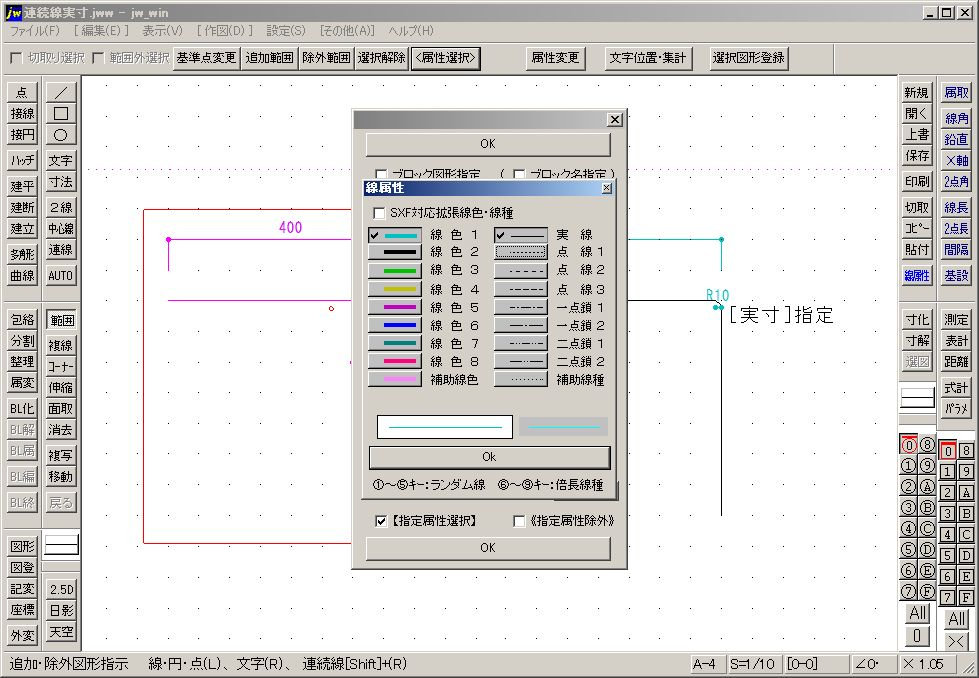 連続線実寸.jww - jw_win
ファイル(F) [編集(E)] 表示(V) [作図(D)] 設定(S) [その他(A)] ヘルプ(H)
切取り選択 範囲外選択 基準点変更 追加範囲 除外範囲 選択解除 <属性選択> 属性変更 文字位置・集計 選択図形登録
点 ／ □
接線
接円 ○
ハッチ 文字
建平 寸法
建断 2線
建立 中心線
多角形 連線
曲線 AUTO
包絡 範囲
分割 複線
整理 コーナー
属変 伸縮
BL化 面取
BL解 消去
BL属 複写
BL編 移動
BL終 戻る
図形
図登
記変 2.5D
座標 日影
外変 天空
400
R10
[実寸]指定
OK
ブロック図形指定 ( ブロック名指定 )
線属性
SXF対応拡張線色・線種
線 色 1 実 線
線 色 2 点 線 1
線 色 3 点 線 2
線 色 4 点 線 3
線 色 5 一点鎖 1
線 色 6 一点鎖 2
線 色 7 二点鎖 1
線 色 8 二点鎖 2
補助線色 補助線種
Ok
①～⑤キー:ランダム線 ⑥～⑨キー:倍長線種
【指定属性選択】 《指定属性除外》
OK
新規 属取
開く 線角
上書 鉛直
保存 ×軸
印刷 2点角
切取 線長
コピー 2点長
貼付 間隔
線属性 基設
寸化 測定
寸解 表計
選図 距離
式計
パラメ
0 8 0 8
1 9 1 9
2 A 2 A
3 B 3 B
4 C 4 C
5 D 5 D
6 E 6 E
7 F 7 F
All All
0 ×
追加・除外図形指示 線・円・点(L)、文字(R)、連続線[Shift]+(R)
A-4 S=1/10 [0-0] ∠0・ × 1.05